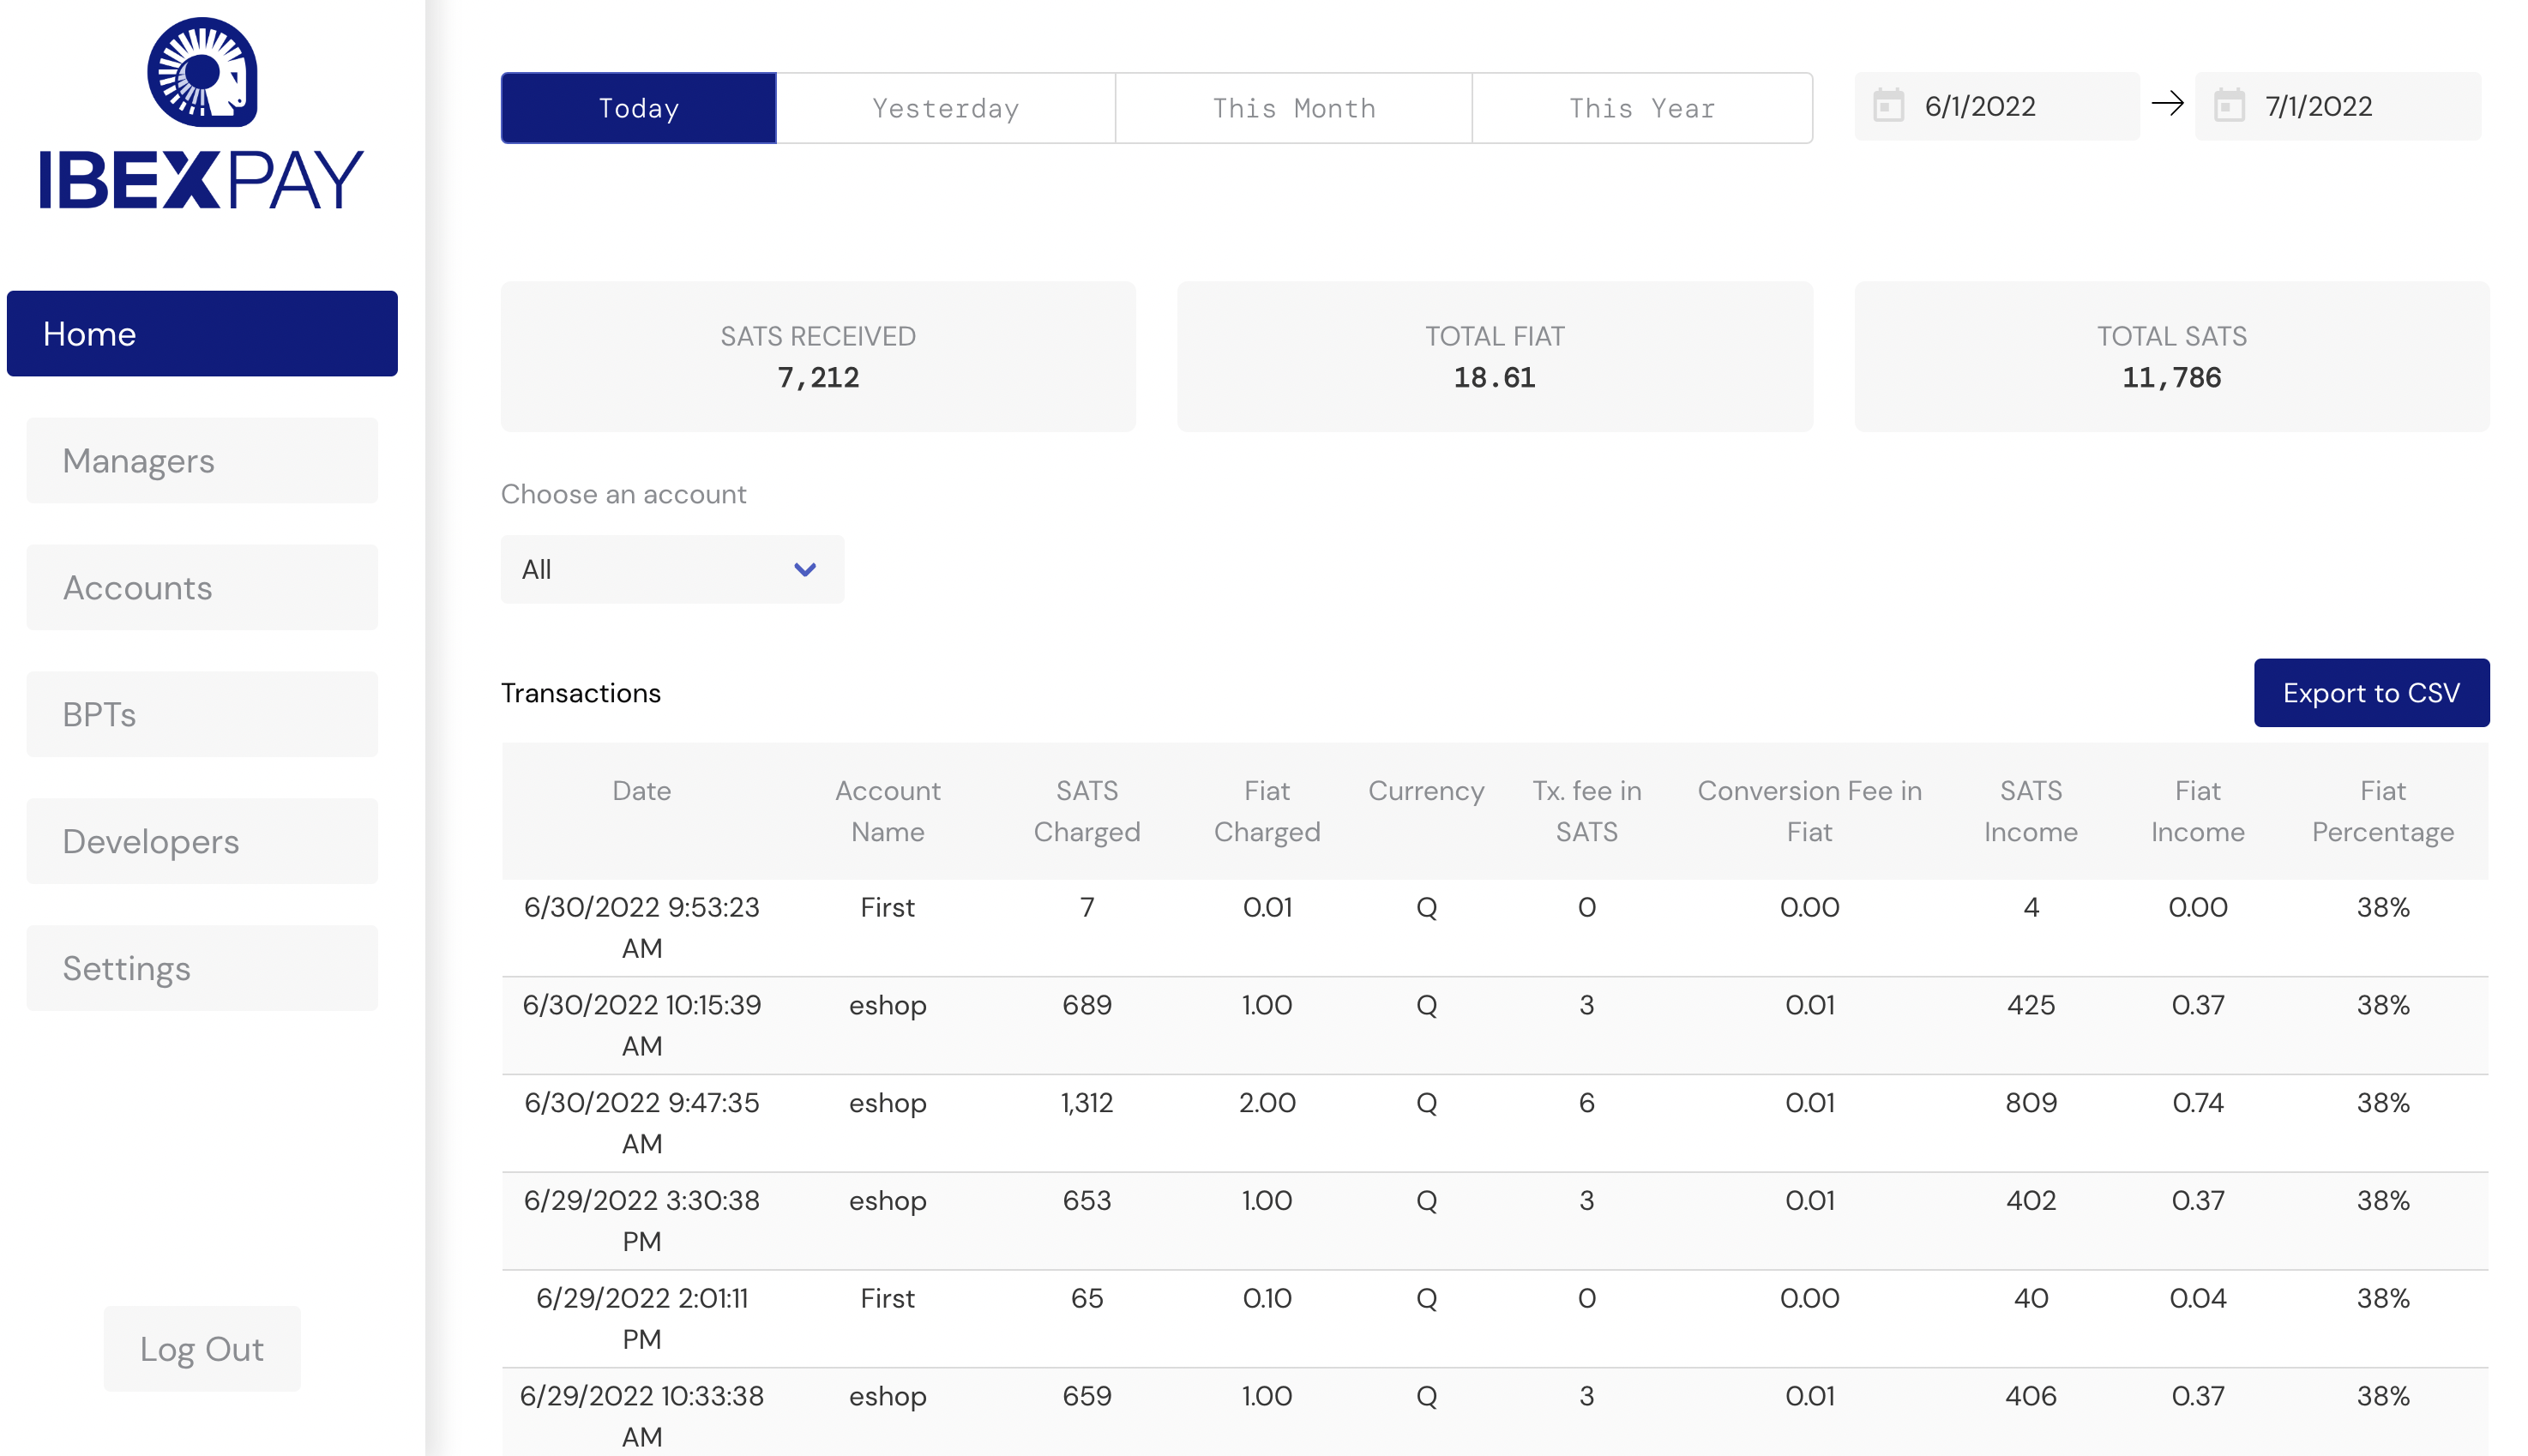 IBEXPAY
Home
Managers
Accounts
BPTs
Developers
Settings
Log Out
Today Yesterday This Month This Year 6/1/2022 → 7/1/2022
SATS RECEIVED TOTAL FIAT TOTAL SATS
7,212 18.61 11,786
Choose an account
All
Transactions Export to CSV
Date Account SATS Fiat Currency Tx. fee in Conversion Fee in SATS Fiat Fiat
Name Charged Charged SATS Fiat Income Income Percentage
6/30/2022 9:53:23 First 7 0.01 Q 0 0.00 4 0.00 38%
AM
6/30/2022 10:15:39 eshop 689 1.00 Q 3 0.01 425 0.37 38%
AM
6/30/2022 9:47:35 eshop 1,312 2.00 Q 6 0.01 809 0.74 38%
AM
6/29/2022 3:30:38 eshop 653 1.00 Q 3 0.01 402 0.37 38%
PM
6/29/2022 2:01:11 First 65 0.10 Q 0 0.00 40 0.04 38%
PM
6/29/2022 10:33:38 eshop 659 1.00 Q 3 0.01 406 0.37 38%
AM